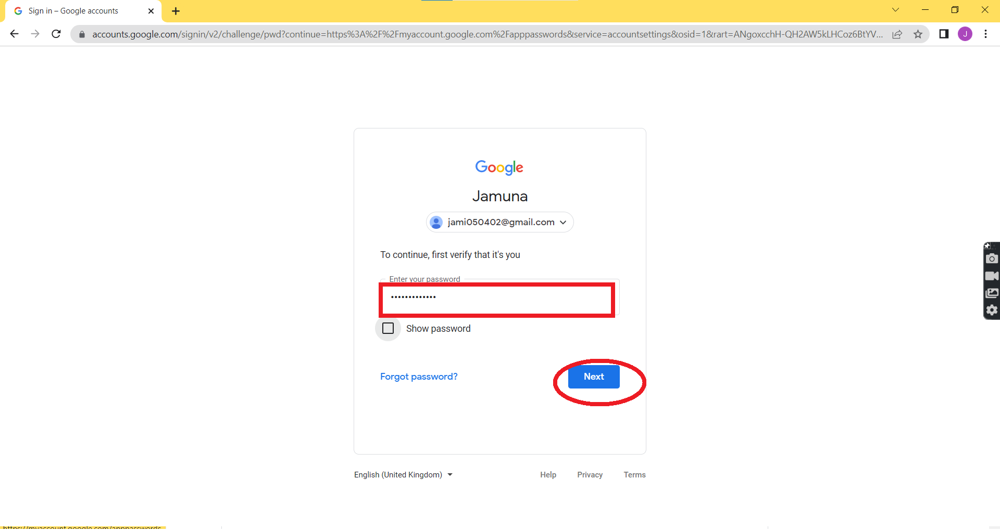 Sign in – Google accounts
accounts.google.com/signin/v2/challenge/pwd?continue=https%3A%2F%2Fmyaccount.google.com%2Fapppasswords&service=accountsettings&osid=1&rart=ANgoxcchH-QH2AW5kLHCoz6BtYV...
J
Google
Jamuna
jami050402@gmail.com
To continue, first verify that it's you
Enter your password
•••••••••••••
Show password
Forgot password?
Next
English (United Kingdom)
Help
Privacy
Terms
https://myaccount.google.com/apppasswords